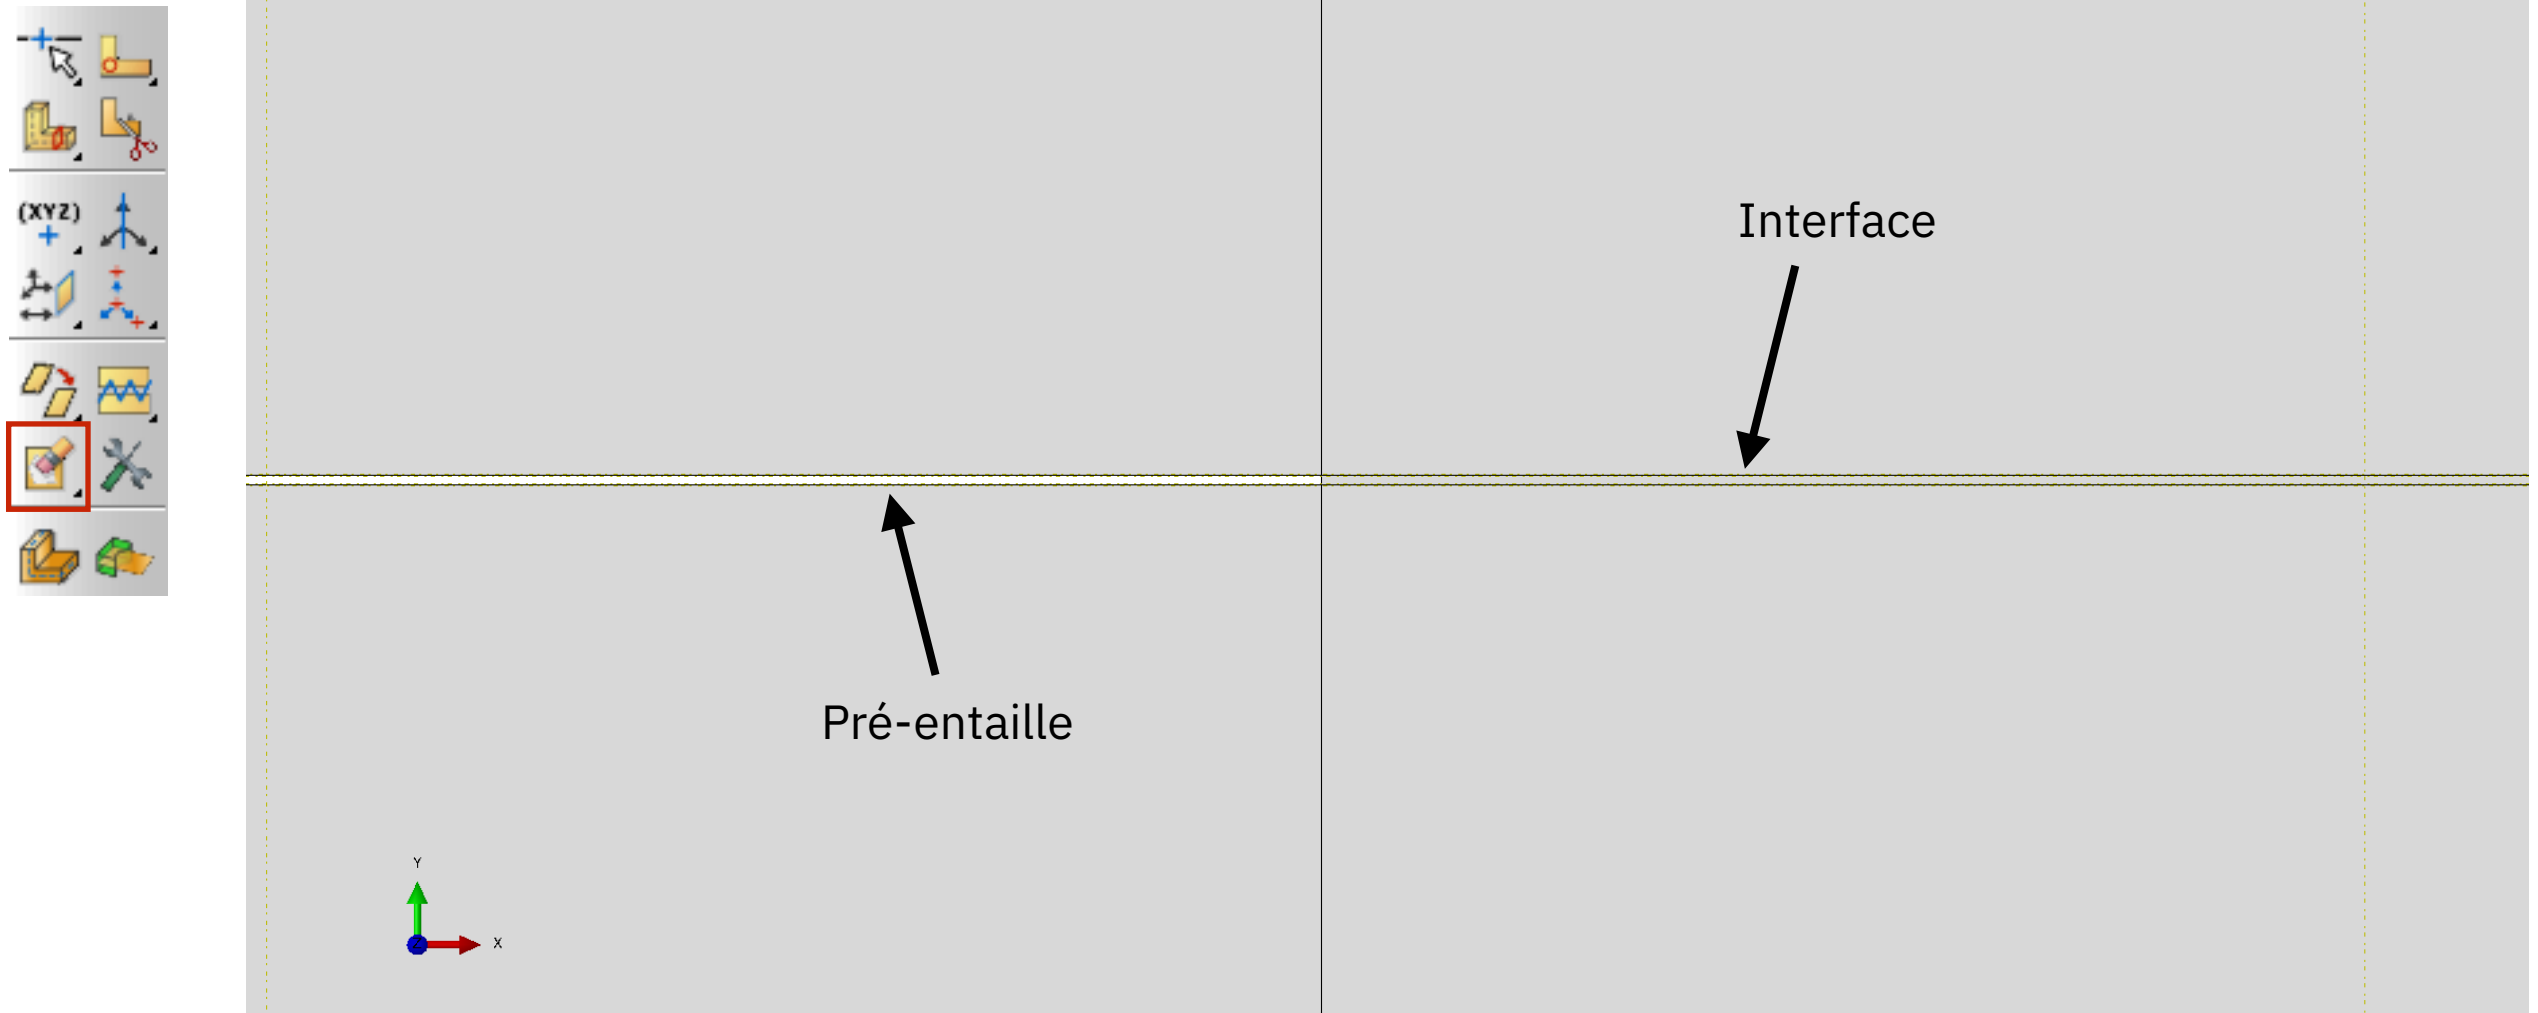 (XYZ)
Interface
Pré-entaille
Y
Z
X